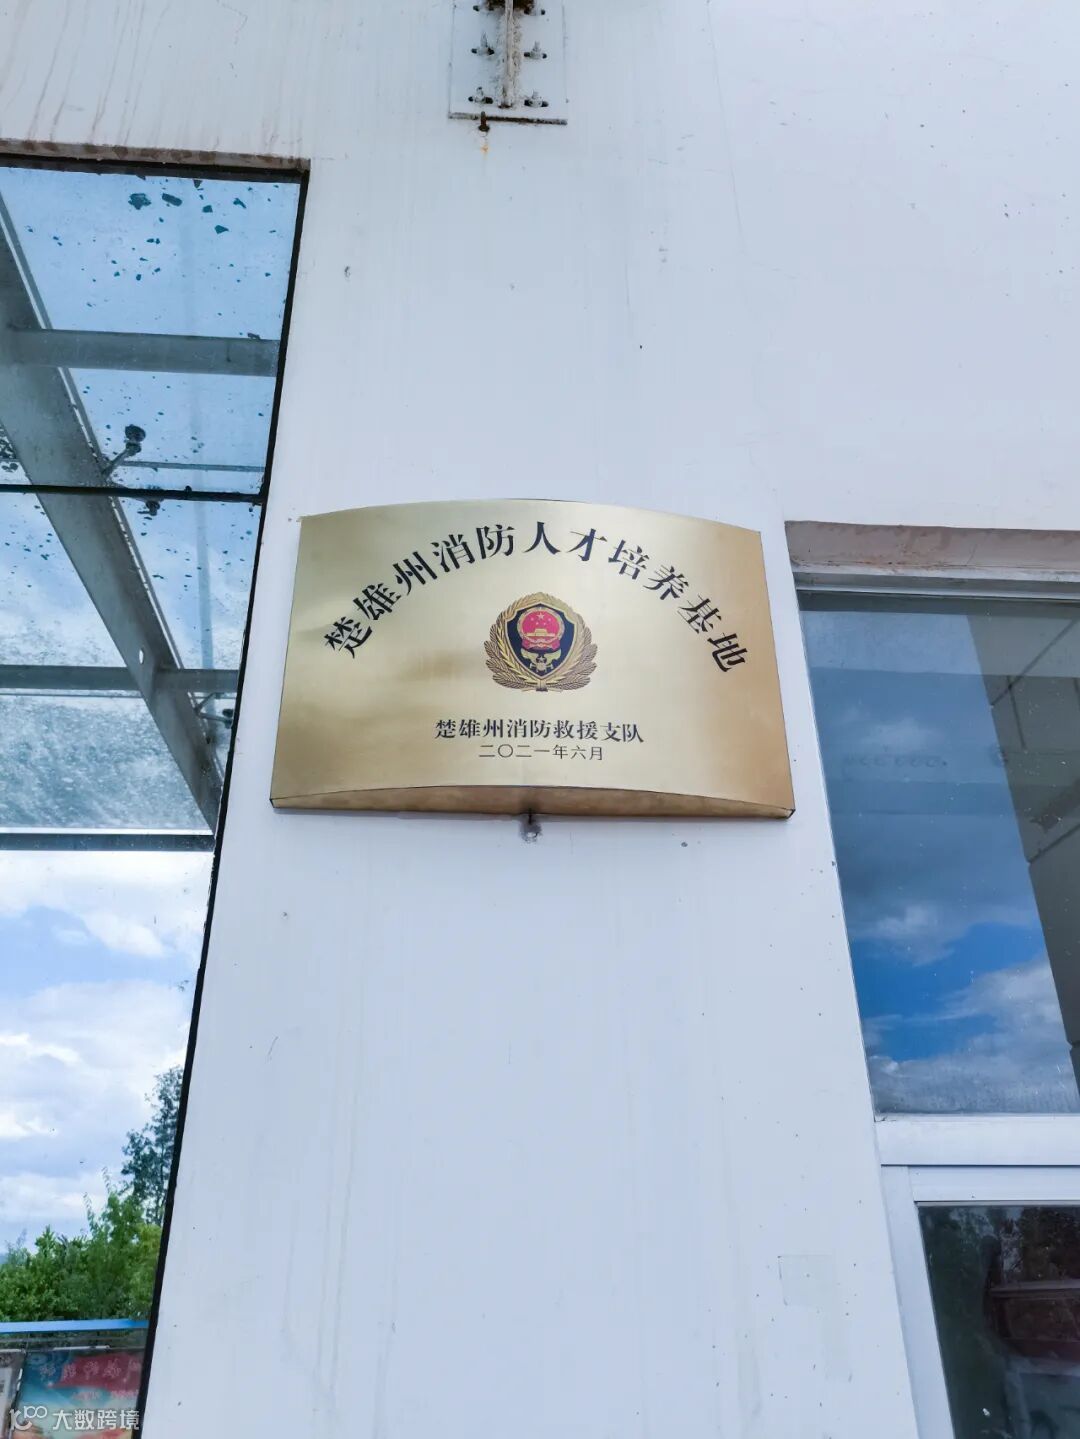 楚雄州消防人才培养基地
楚雄州消防救援支队
二〇二一年六月
大数跨境